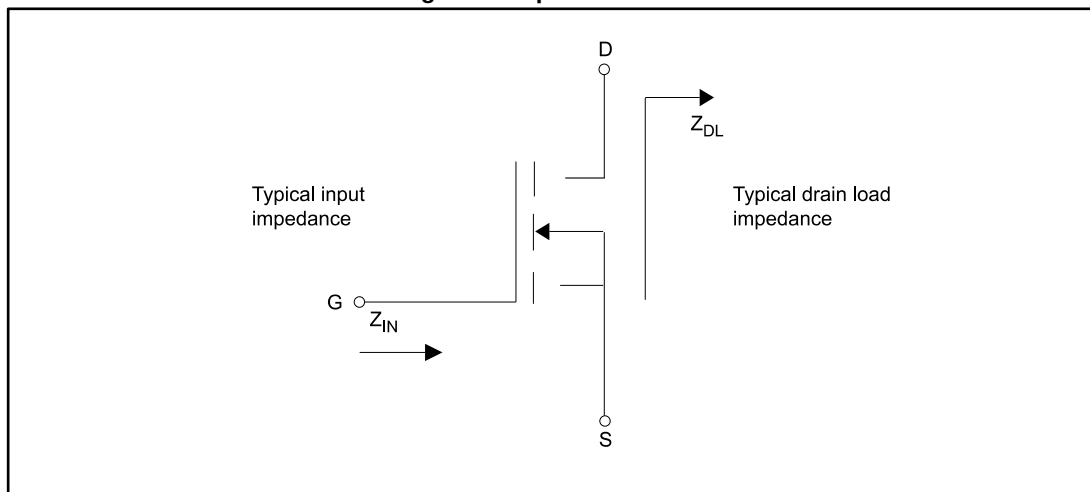 D
Z_DL
Typical input
impedance
Typical drain load
impedance
G
Z_IN
S